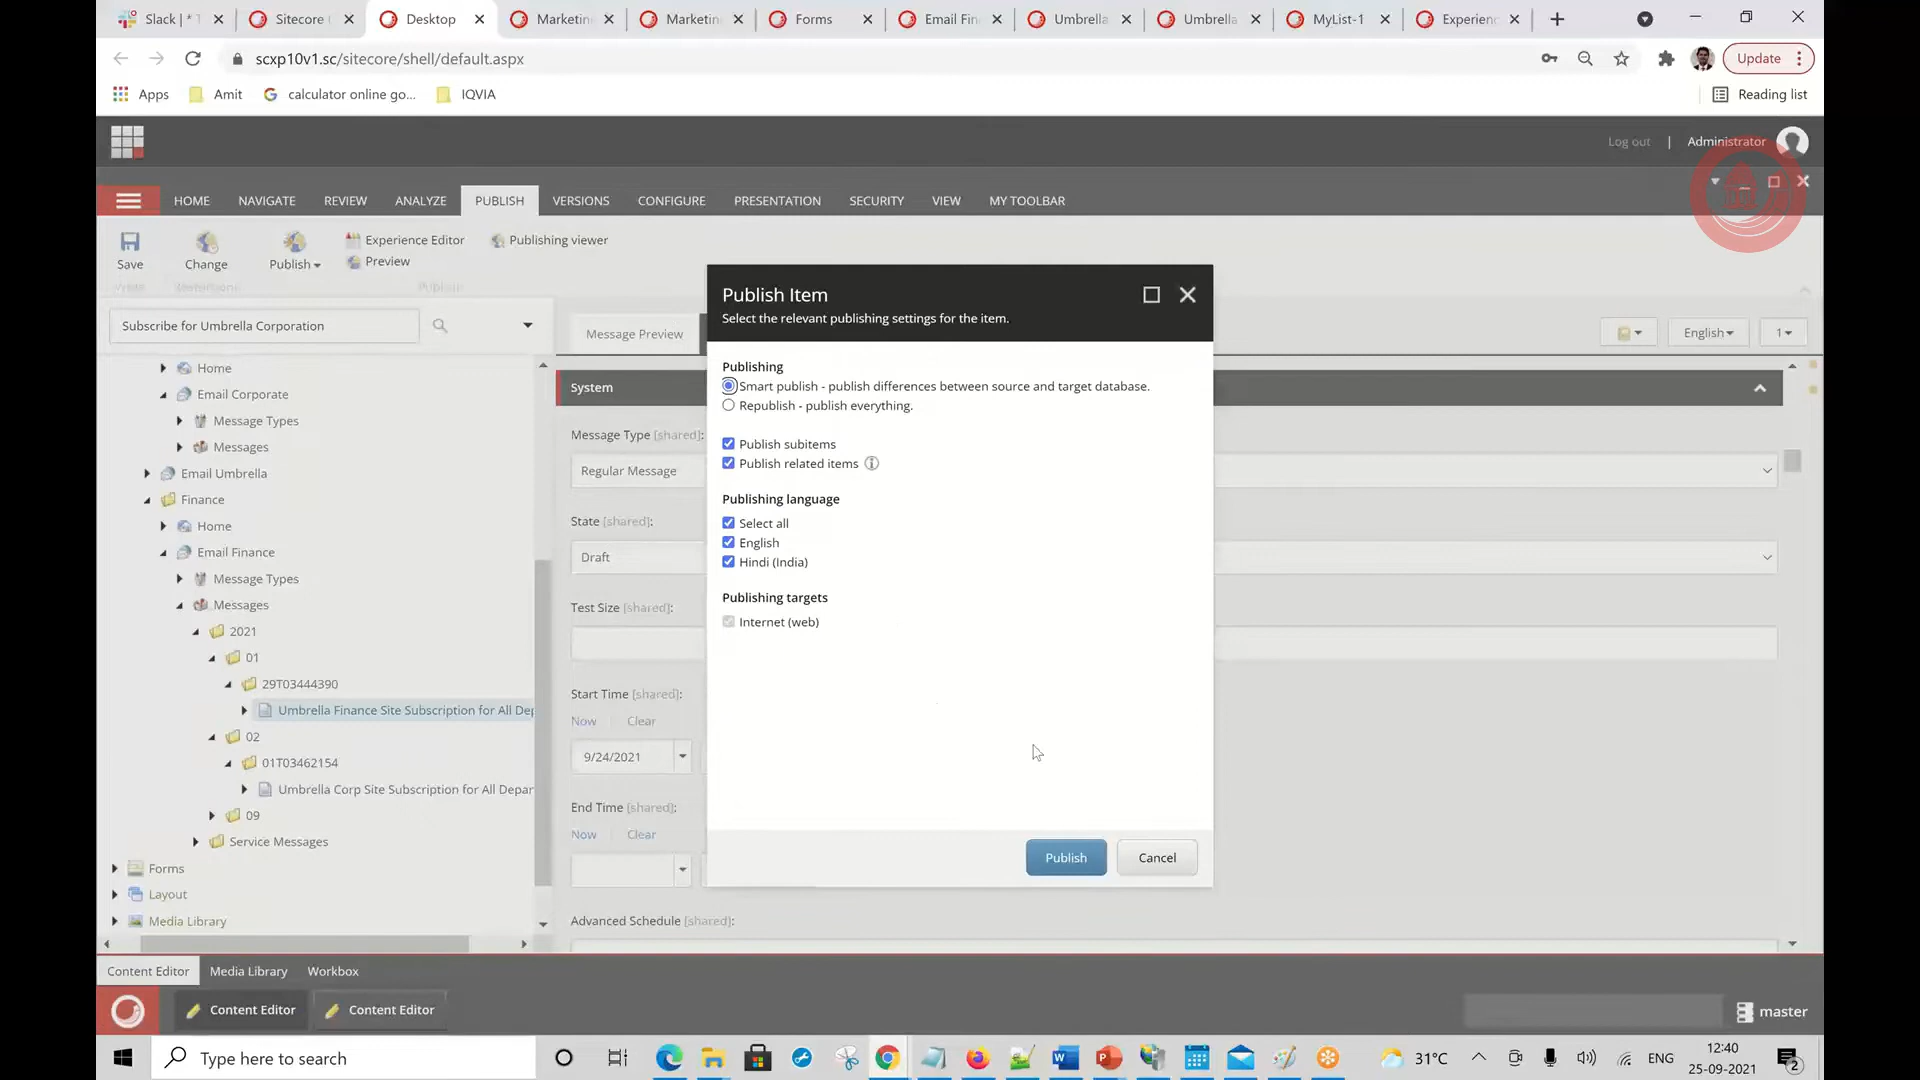 Slack | * T
Sitecore
Desktop
Marketin
Marketin
Forms
Email Fin
Umbrella
Umbrella
MyList-1
Experienc
scxp10v1.sc/sitecore/shell/default.aspx
Update
Apps
Amit
calculator online go...
IQVIA
Reading list
Log out | Administrator
HOME
NAVIGATE
REVIEW
ANALYZE
PUBLISH
VERSIONS
CONFIGURE
PRESENTATION
SECURITY
VIEW
MY TOOLBAR
Save
Change
Publish
Experience Editor
Preview
Publishing viewer
Subscribe for Umbrella Corporation
Home
Email Corporate
Message Types
Messages
Email Umbrella
Finance
Home
Email Finance
Message Types
Messages
2021
01
29T03444390
Umbrella Finance Site Subscription for All Dep
02
01T03462154
Umbrella Corp Site Subscription for All Depar
09
Service Messages
Forms
Layout
Media Library
Message Preview
English
1
System
Message Type [shared]:
Regular Message
State [shared]:
Draft
Test Size [shared]:
Start Time [shared]:
Now
Clear
9/24/2021
End Time [shared]:
Now
Clear
Advanced Schedule [shared]:
Publish Item
Select the relevant publishing settings for the item.
Publishing
Smart publish - publish differences between source and target database.
Republish - publish everything.
Publish subitems
Publish related items
Publishing language
Select all
English
Hindi (India)
Publishing targets
Internet (web)
Publish
Cancel
Content Editor
Media Library
Workbox
Content Editor
Content Editor
master
Type here to search
31°C
ENG
12:40
25-09-2021
2